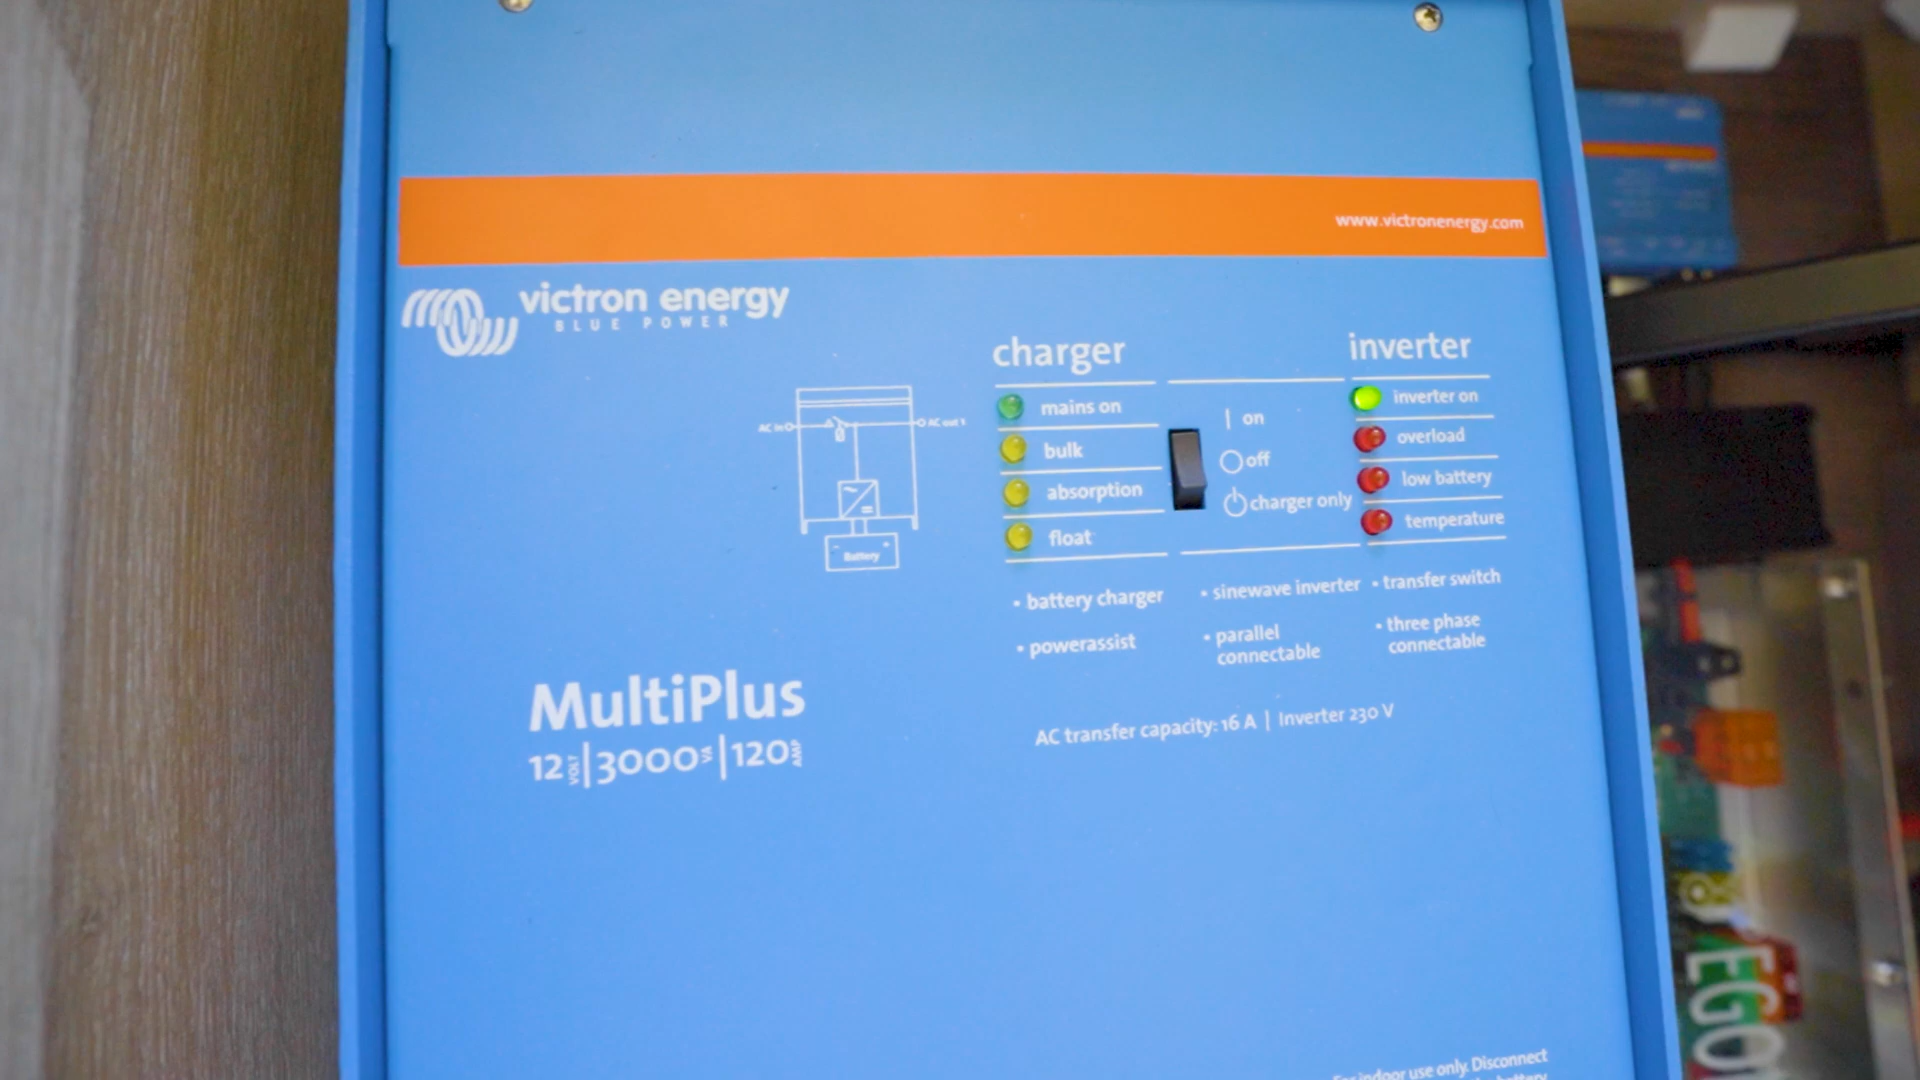 www.victronenergy.com
victron energy
BLUE POWER
charger
inverter
mains on
bulk
absorption
float
| on
off
charger only
inverter on
overload
low battery
temperature
AC in
AC out 1
- +
Battery
• battery charger
• sinewave inverter
• transfer switch
• powerassist
• parallel
connectable
• three phase
connectable
MultiPlus
12 VOLT | 3000 VA | 120 AMP
AC transfer capacity: 16 A | Inverter 230 V
For indoor use only. Disconnect
battery
EGO